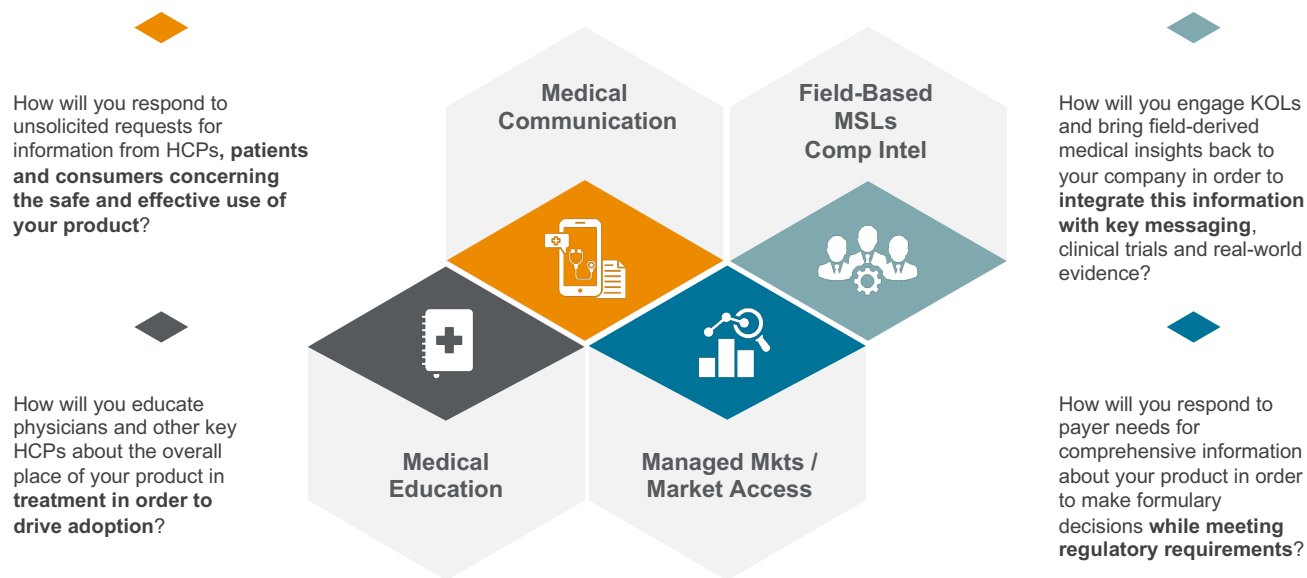 How will you respond to
unsolicited requests for
information from HCPs, patients
and consumers concerning
the safe and effective use of
your product?
Medical
Communication
Field-Based
MSLs
Comp Intel
How will you engage KOLs
and bring field-derived
medical insights back to
your company in order to
integrate this information
with key messaging,
clinical trials and real-world
evidence?
How will you educate
physicians and other key
HCPs about the overall
place of your product in
treatment in order to
drive adoption?
Medical
Education
Managed Mkts /
Market Access
How will you respond to
payer needs for
comprehensive information
about your product in order
to make formulary
decisions while meeting
regulatory requirements?